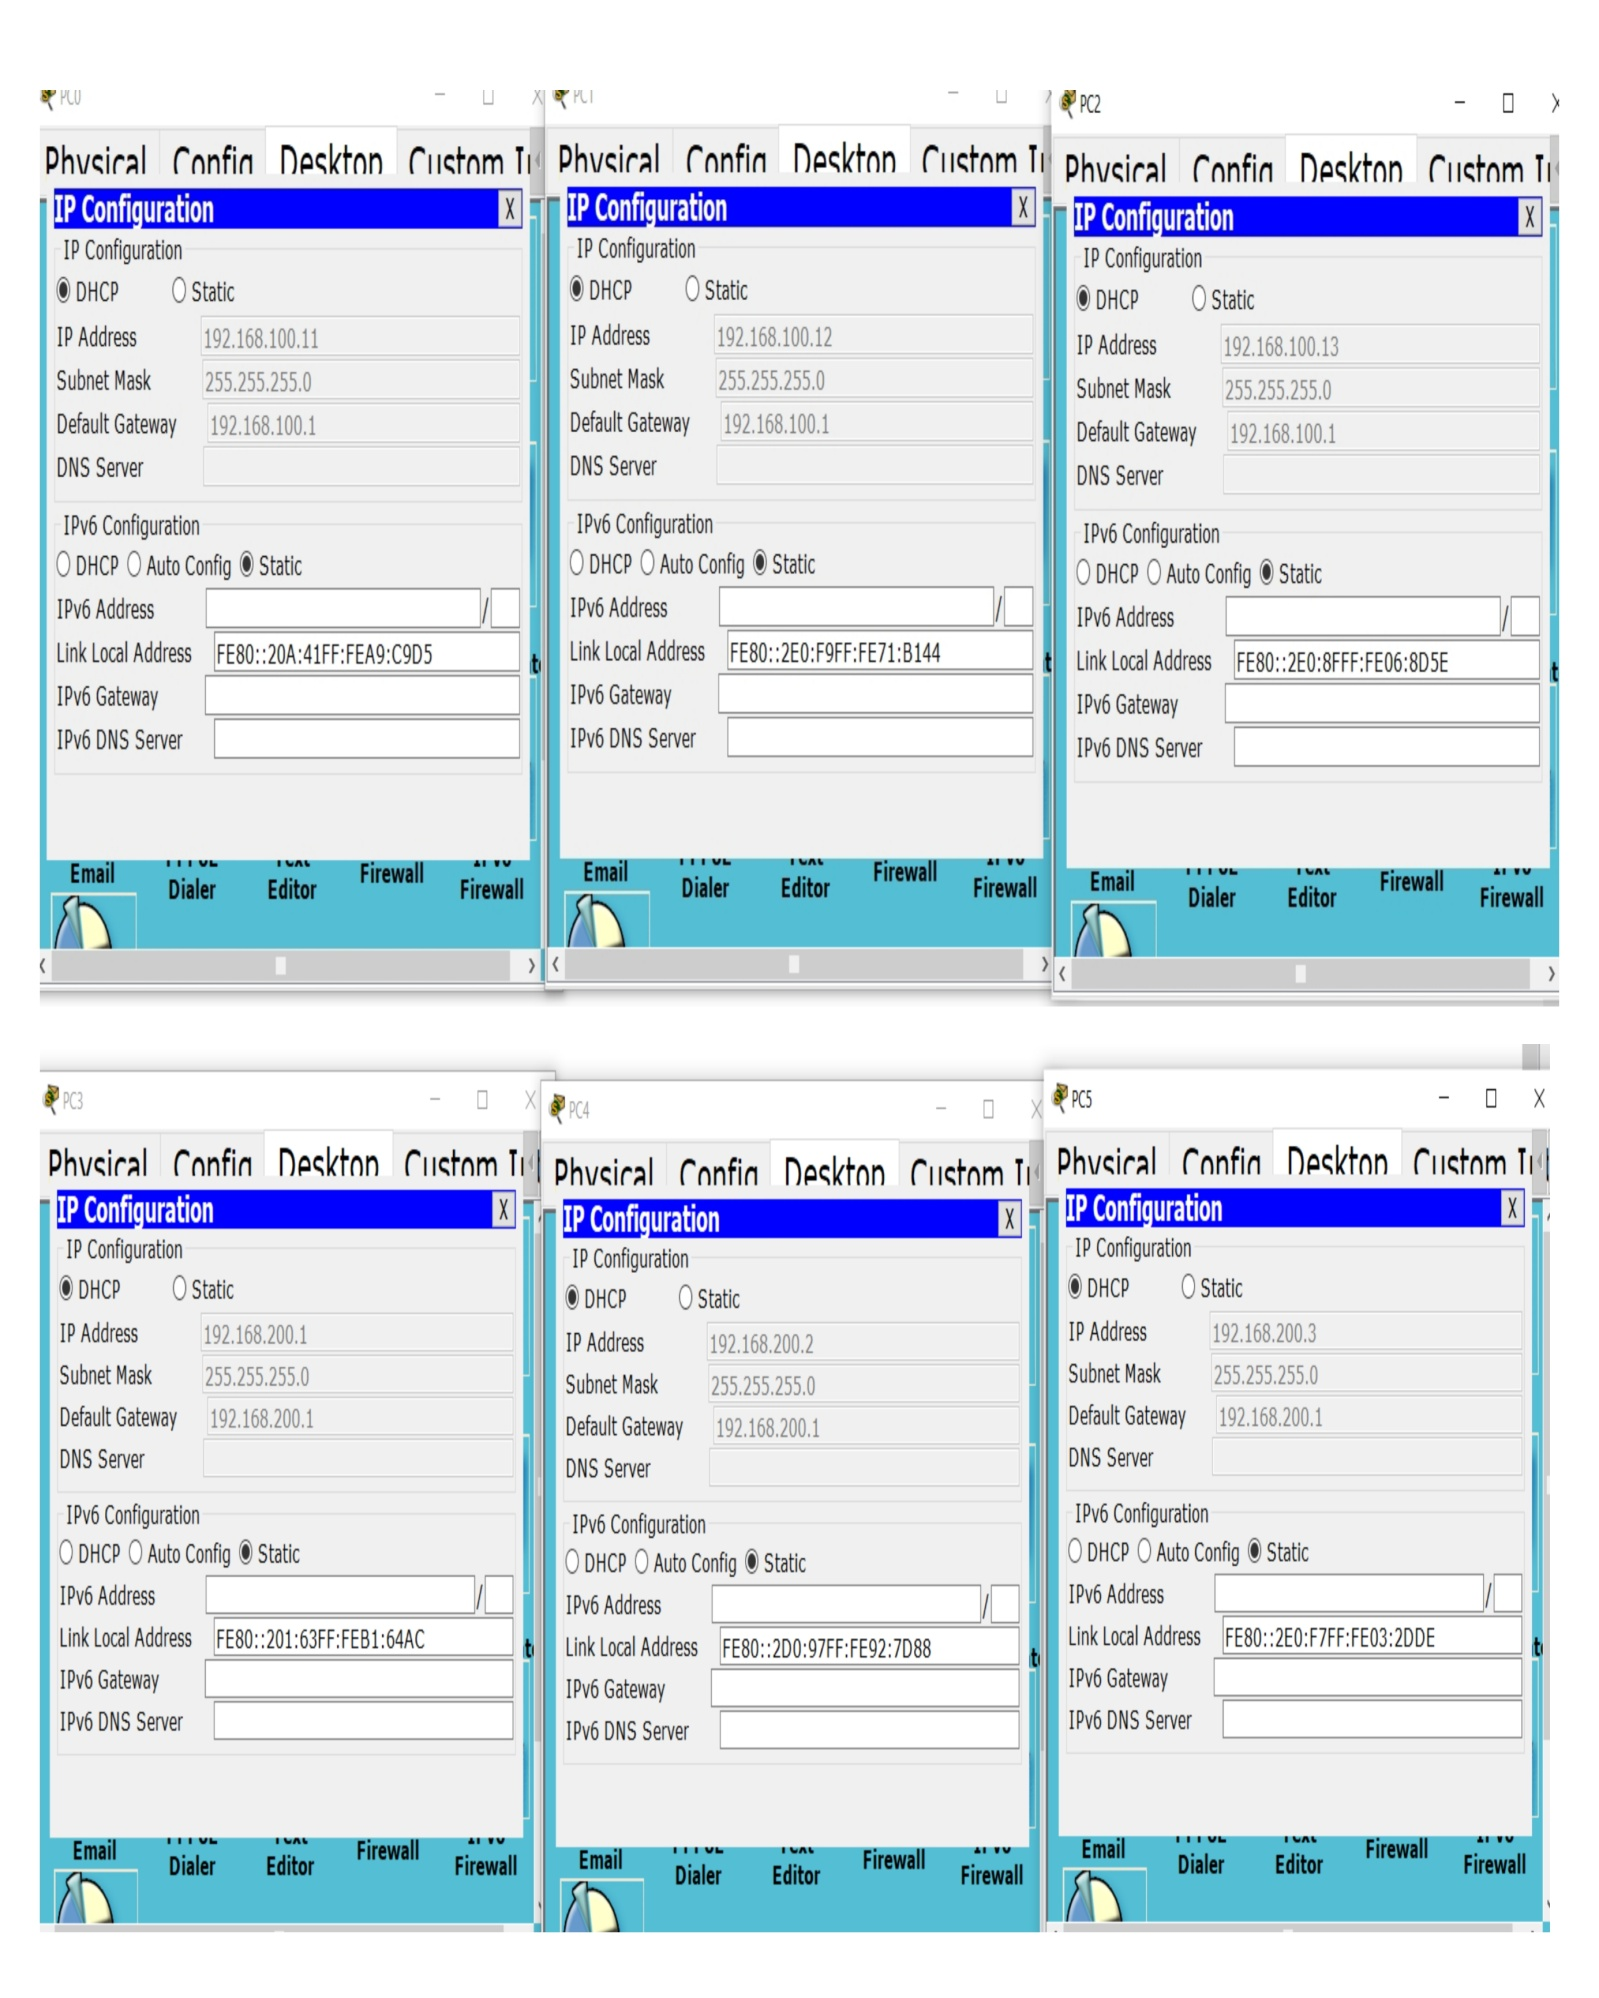 PC0
Physical Config Desktop Custom In
IP Configuration X
IP Configuration
DHCP Static
IP Address 192.168.100.11
Subnet Mask 255.255.255.0
Default Gateway 192.168.100.1
DNS Server
IPv6 Configuration
DHCP Auto Config Static
IPv6 Address /
Link Local Address FE80::20A:41FF:FEA9:C9D5
IPv6 Gateway
IPv6 DNS Server
Email Dialer Text Editor Firewall IPv6 Firewall
PC1
Physical Config Desktop Custom In
IP Configuration X
IP Configuration
DHCP Static
IP Address 192.168.100.12
Subnet Mask 255.255.255.0
Default Gateway 192.168.100.1
DNS Server
IPv6 Configuration
DHCP Auto Config Static
IPv6 Address /
Link Local Address FE80::2E0:F9FF:FE71:B144
IPv6 Gateway
IPv6 DNS Server
Email Dialer Text Editor Firewall IPv6 Firewall
PC2
Physical Config Desktop Custom In
IP Configuration X
IP Configuration
DHCP Static
IP Address 192.168.100.13
Subnet Mask 255.255.255.0
Default Gateway 192.168.100.1
DNS Server
IPv6 Configuration
DHCP Auto Config Static
IPv6 Address /
Link Local Address FE80::2E0:8FFF:FE06:8D5E
IPv6 Gateway
IPv6 DNS Server
Email Dialer Text Editor Firewall IPv6 Firewall
PC3
Physical Config Desktop Custom In
IP Configuration X
IP Configuration
DHCP Static
IP Address 192.168.200.1
Subnet Mask 255.255.255.0
Default Gateway 192.168.200.1
DNS Server
IPv6 Configuration
DHCP Auto Config Static
IPv6 Address /
Link Local Address FE80::201:63FF:FEB1:64AC
IPv6 Gateway
IPv6 DNS Server
Email Dialer Text Editor Firewall IPv6 Firewall
PC4
Physical Config Desktop Custom In
IP Configuration X
IP Configuration
DHCP Static
IP Address 192.168.200.2
Subnet Mask 255.255.255.0
Default Gateway 192.168.200.1
DNS Server
IPv6 Configuration
DHCP Auto Config Static
IPv6 Address /
Link Local Address FE80::2D0:97FF:FE92:7D88
IPv6 Gateway
IPv6 DNS Server
Email Dialer Text Editor Firewall IPv6 Firewall
PC5
Physical Config Desktop Custom In
IP Configuration X
IP Configuration
DHCP Static
IP Address 192.168.200.3
Subnet Mask 255.255.255.0
Default Gateway 192.168.200.1
DNS Server
IPv6 Configuration
DHCP Auto Config Static
IPv6 Address /
Link Local Address FE80::2E0:F7FF:FE03:2DDE
IPv6 Gateway
IPv6 DNS Server
Email Dialer Text Editor Firewall IPv6 Firewall